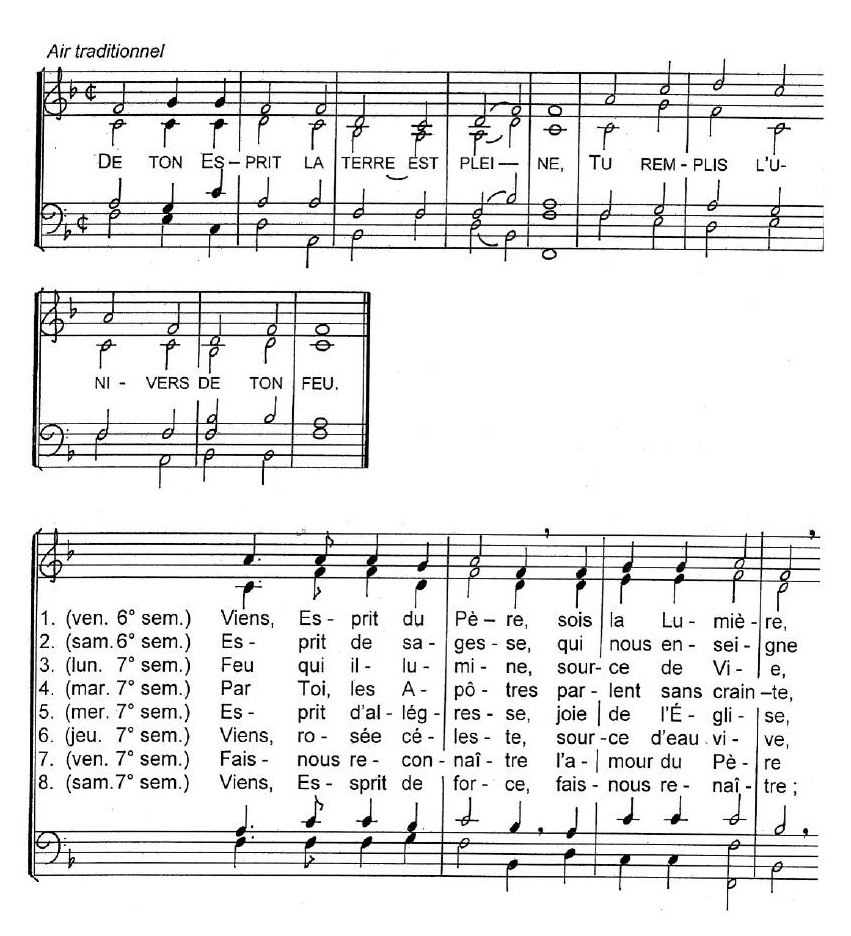 Air traditionnel
DE TON ES-PRIT LA TERRE EST PLEI- NE, TU REM-PLIS L'U-
NI - VERS DE TON FEU.
1. (ven. 6° sem.) Viens, Es- prit du Pè- re, sois la Lu- miè- re,
2. (sam. 6° sem.) Es- prit de sa- ges- se, qui nous en- sei- gne
3. (lun. 7° sem.) Feu qui il- lu- mi- ne, sour- ce de Vi- e,
4. (mar. 7° sem.) Par Toi, les A- pô- tres par- lent sans crain-te,
5. (mer. 7° sem.) Es- prit d'al- lég- res- se, joie de l'É- gli- se,
6. (jeu. 7° sem.) Viens, ro- sée cé- les- te, sour-ce d'eau vi- ve,
7. (ven. 7° sem.) Fais- nous re- con- naî- tre l'a- mour du Pè- re
8. (sam. 7° sem.) Viens, Es- sprit de for- ce, fais- nous re- naî- tre ;